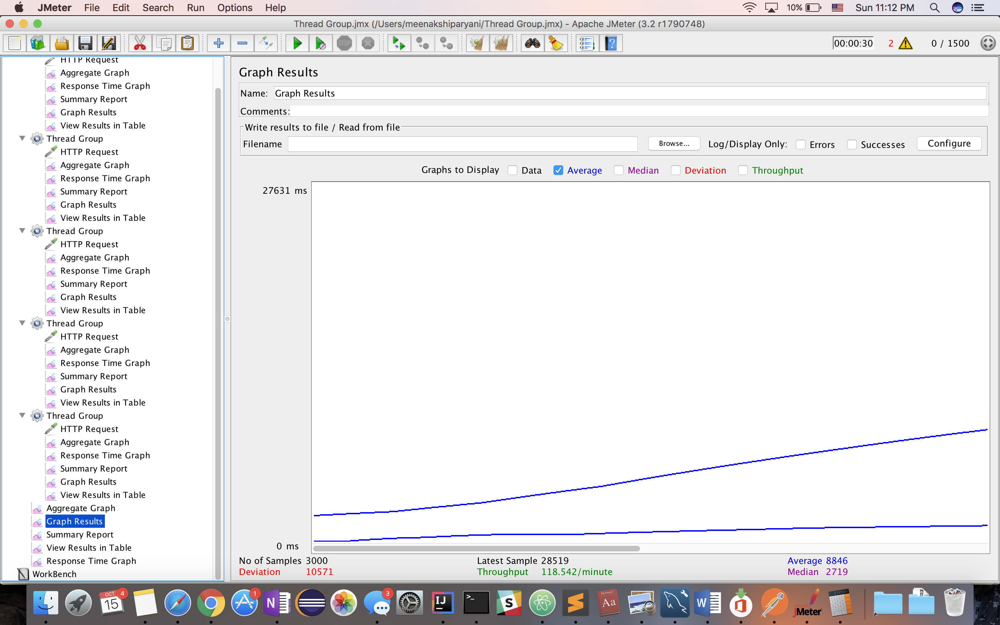 JMeter File Edit Search Run Options Help 10% Sun 11:12 PM
Thread Group.jmx (/Users/meenakshiparyani/Thread Group.jmx) - Apache JMeter (3.2 r1790748)
STOP 00:00:30 2 0 / 1500
HTTP Request
Aggregate Graph
Response Time Graph
Summary Report
Graph Results
View Results in Table
Thread Group
HTTP Request
Aggregate Graph
Response Time Graph
Summary Report
Graph Results
View Results in Table
Thread Group
HTTP Request
Aggregate Graph
Response Time Graph
Summary Report
Graph Results
View Results in Table
Thread Group
HTTP Request
Aggregate Graph
Response Time Graph
Summary Report
Graph Results
View Results in Table
Thread Group
HTTP Request
Aggregate Graph
Response Time Graph
Summary Report
Graph Results
View Results in Table
Aggregate Graph
Graph Results
Summary Report
View Results in Table
Response Time Graph
WorkBench
Graph Results
Name: Graph Results
Comments:
Write results to file / Read from file
Filename Browse... Log/Display Only: Errors Successes Configure
Graphs to Display Data Average Median Deviation Throughput
27631 ms
0 ms
No of Samples 3000 Latest Sample 28519 Average 8846
Deviation 10571 Throughput 118.542/minute Median 2719
OCT 15 4
1
N
3
IJ
>_
S
Dictionary
Aa
W
APACHE
JMeter
3.141593